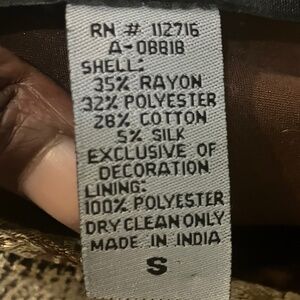 RN # 112716
A-08818
SHELL:
35% RAYON
32% POLYESTER
28% COTTON
5% SILK
EXCLUSIVE OF
DECORATION
LINING:
100% POLYESTER
DRY CLEAN ONLY
MADE IN INDIA
S